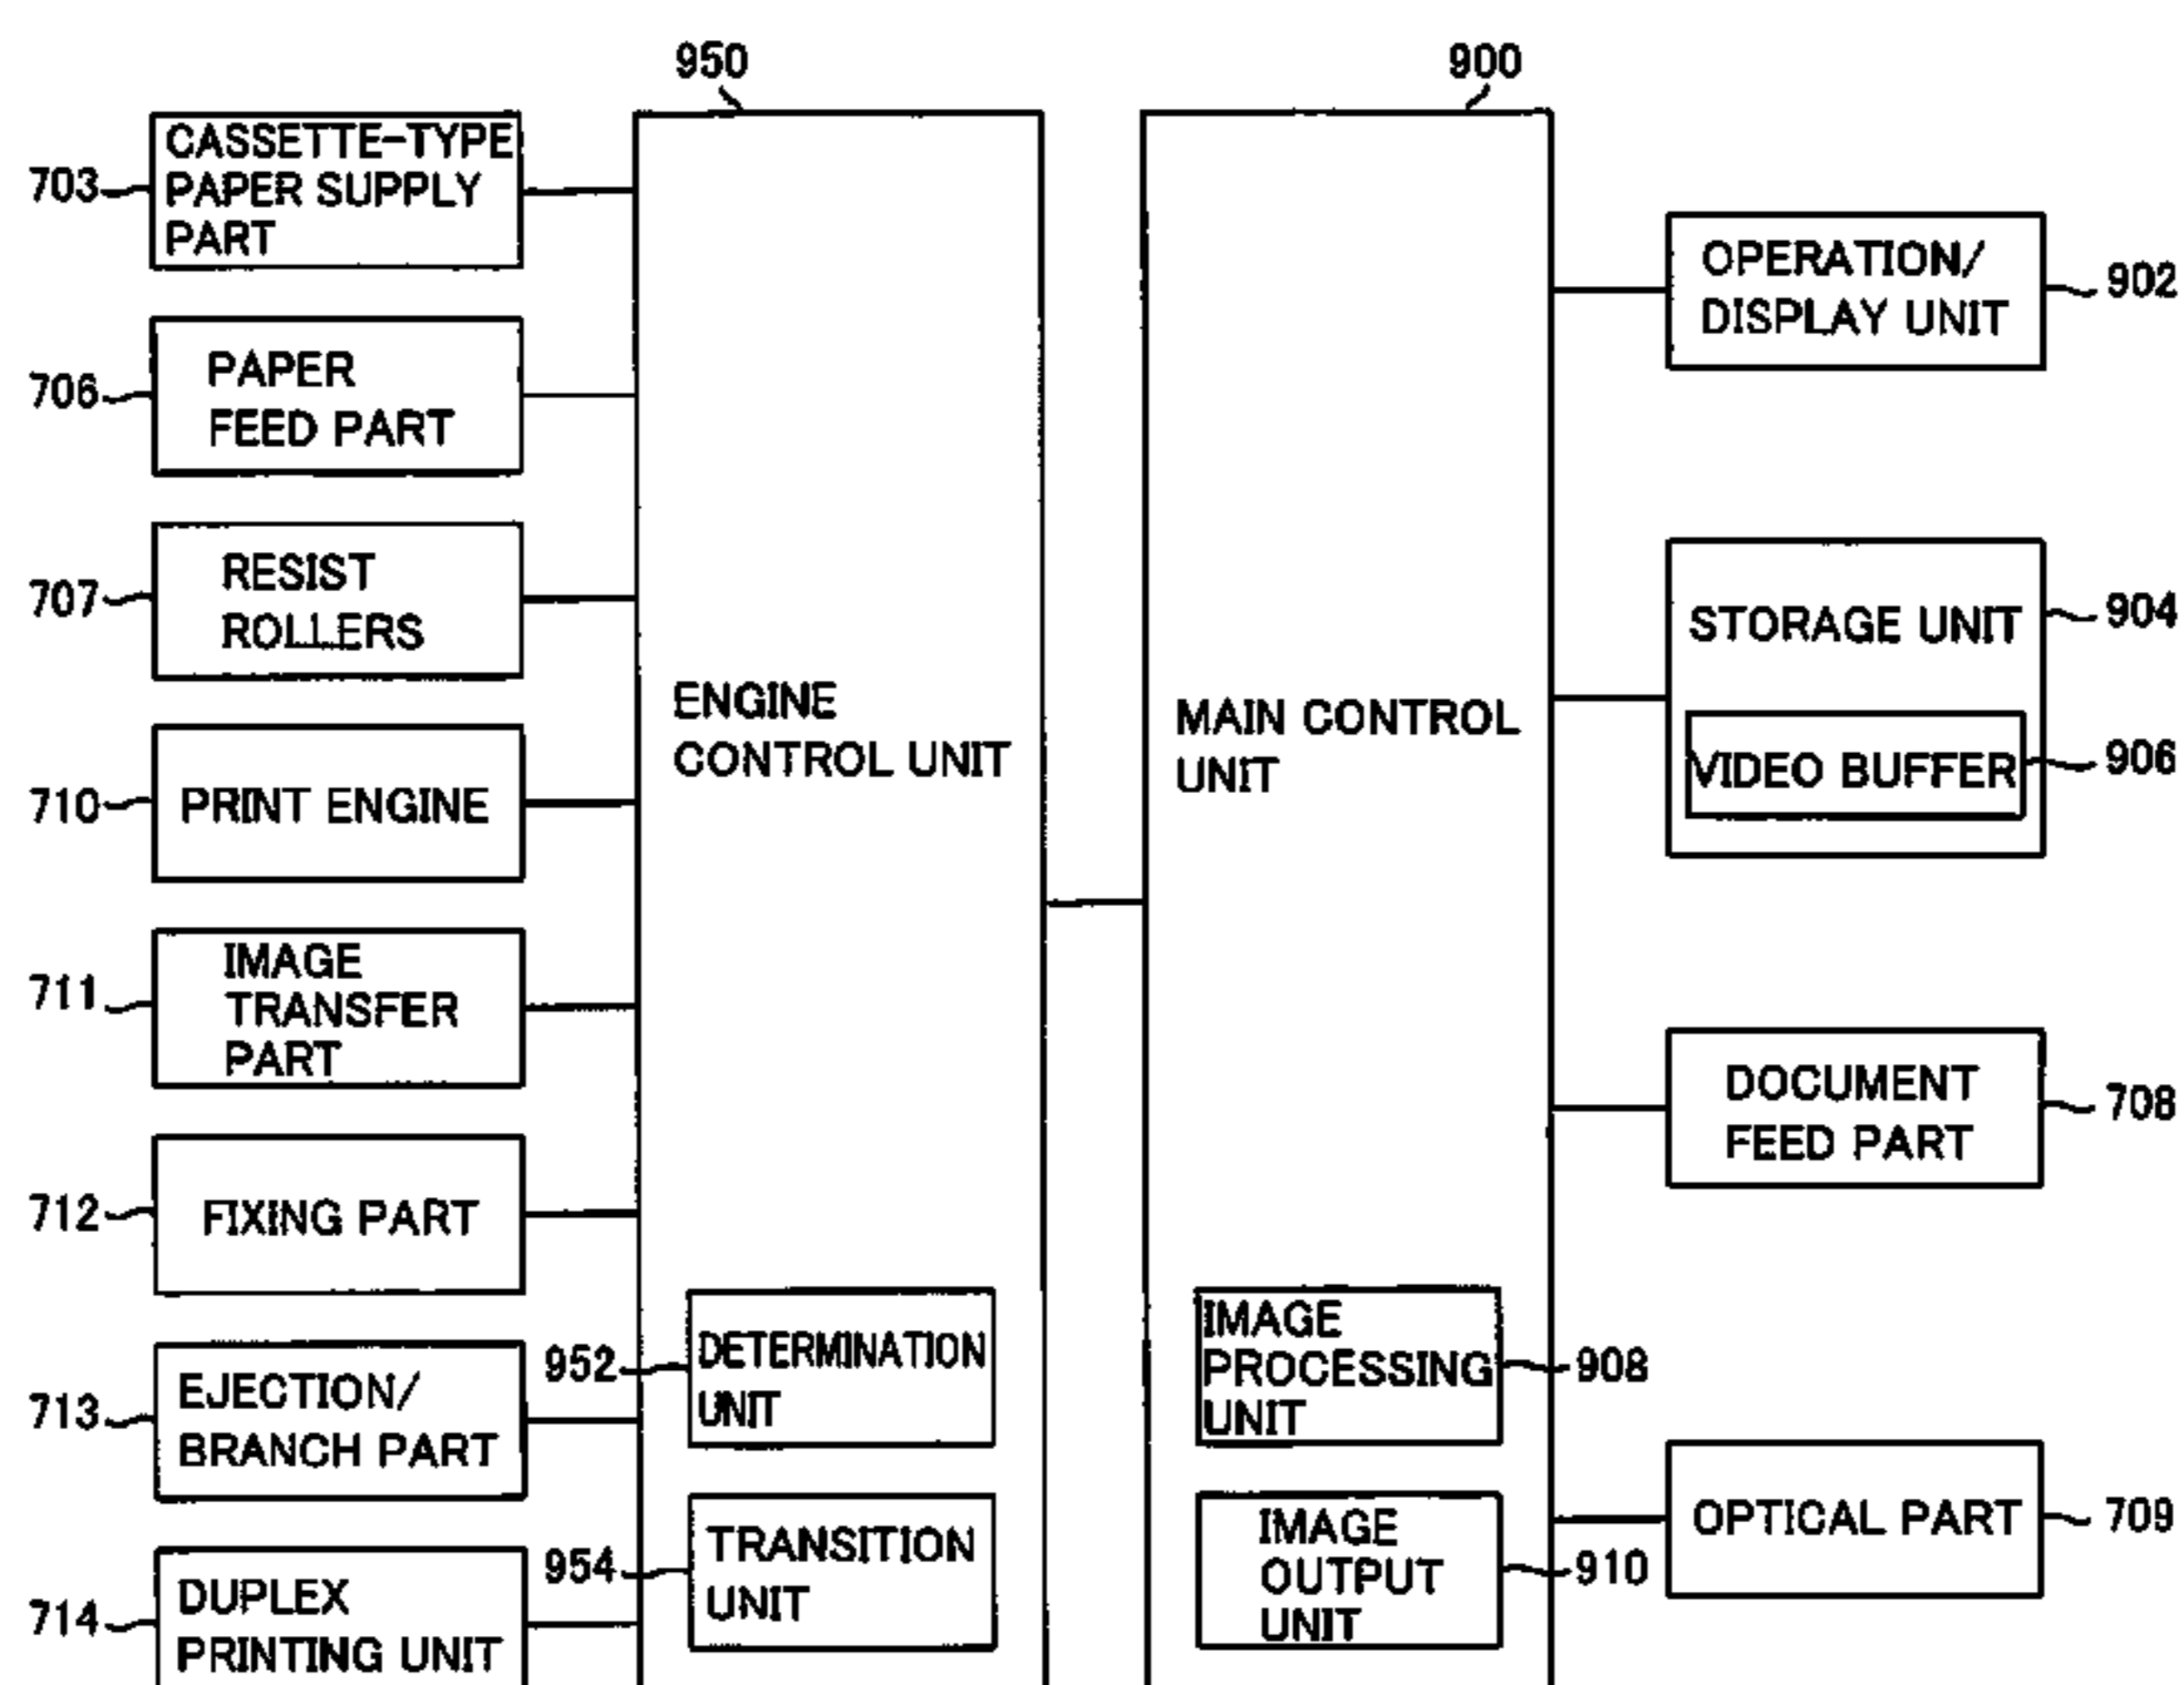 950
900
703
CASSETTE-TYPE
PAPER SUPPLY
PART
706
PAPER
FEED PART
707
RESIST
ROLLERS
710
PRINT ENGINE
711
IMAGE
TRANSFER
PART
712
FIXING PART
713
EJECTION/
BRANCH PART
714
DUPLEX
PRINTING UNIT
ENGINE
CONTROL UNIT
952
DETERMINATION
UNIT
954
TRANSITION
UNIT
MAIN CONTROL
UNIT
IMAGE
PROCESSING
UNIT
908
IMAGE
OUTPUT
UNIT
910
OPERATION/
DISPLAY UNIT
902
STORAGE UNIT
904
VIDEO BUFFER
906
DOCUMENT
FEED PART
708
OPTICAL PART
709